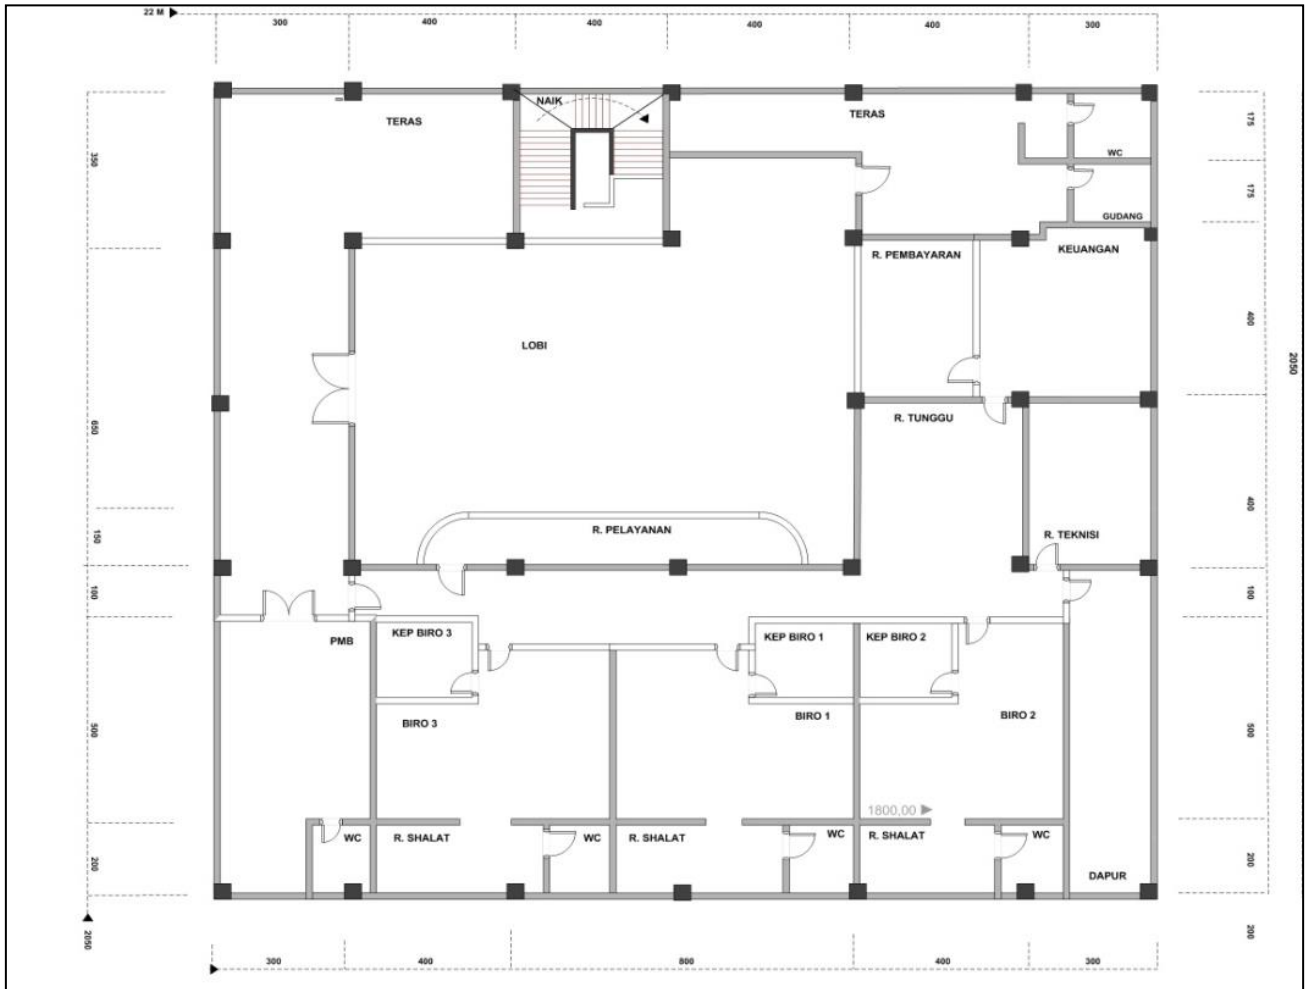 22 M
300
400
400
400
400
300
NAIK
TERAS
TERAS
WC
GUDANG
350
175
175
R. PEMBAYARAN
KEUANGAN
LOBI
400
2050
R. TUNGGU
650
R. PELAYANAN
R. TEKNISI
400
150
100
100
PMB
KEP BIRO 3
KEP BIRO 1
KEP BIRO 2
BIRO 3
BIRO 1
BIRO 2
500
500
1800,00
WC
R. SHALAT
WC
R. SHALAT
WC
R. SHALAT
WC
200
200
DAPUR
2050
200
300
400
800
400
300